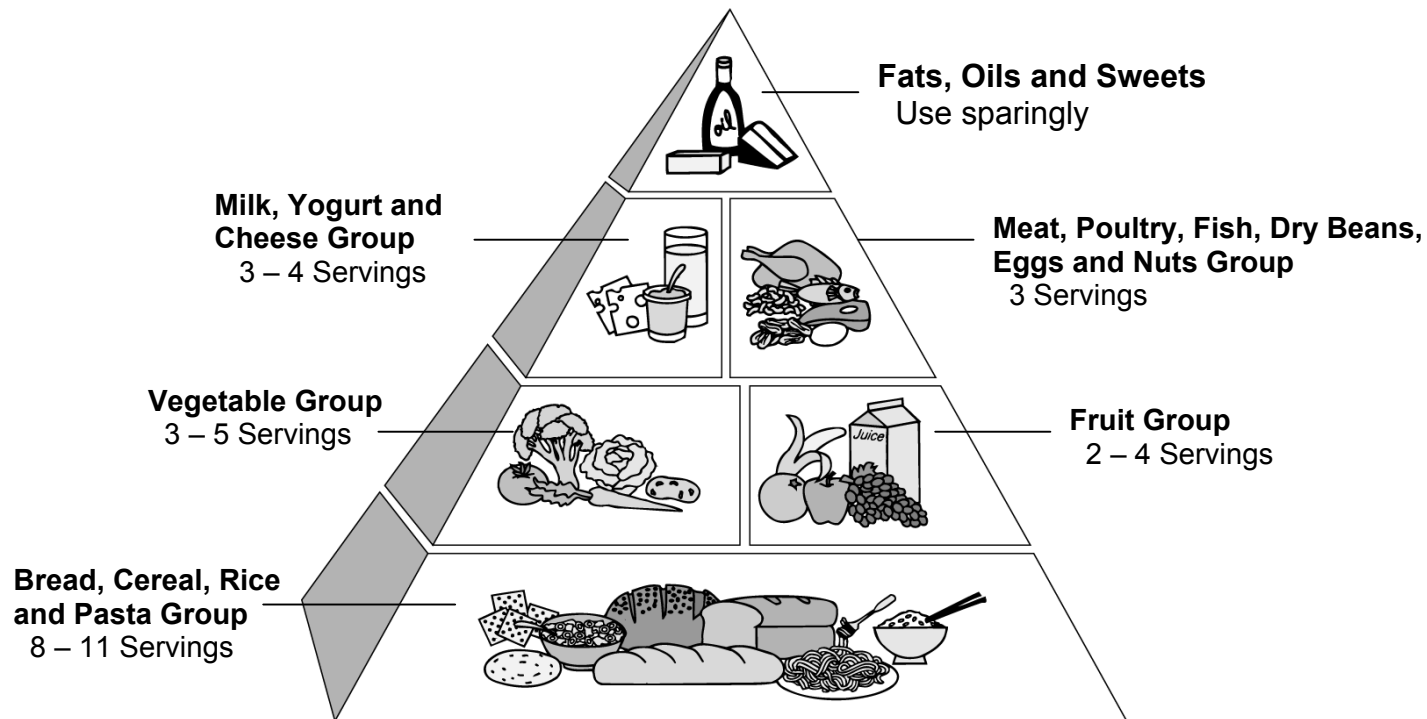 Fats, Oils and Sweets
Use sparingly
oil
Milk, Yogurt and
Cheese Group
3 – 4 Servings
Meat, Poultry, Fish, Dry Beans,
Eggs and Nuts Group
3 Servings
Vegetable Group
3 – 5 Servings
Juice
Fruit Group
2 – 4 Servings
Bread, Cereal, Rice
and Pasta Group
8 – 11 Servings